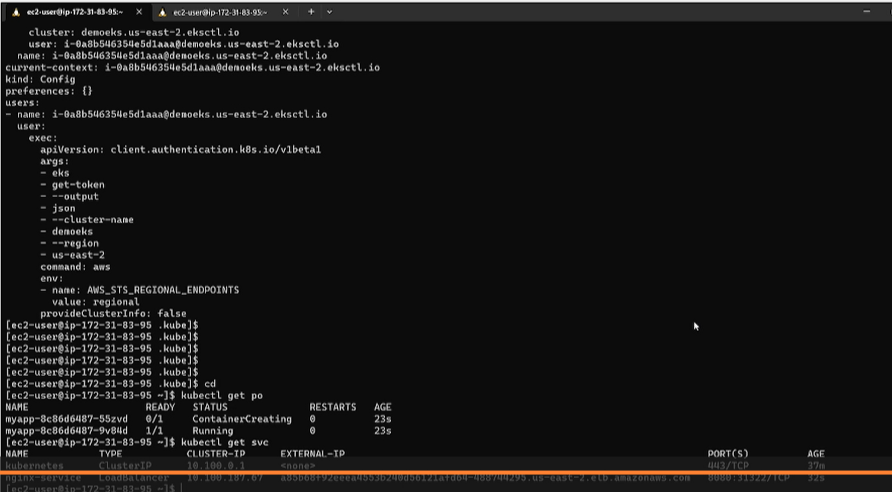 ec2-user@ip-172-31-83-95:~ × ec2-user@ip-172-31-83-95:~ × +
cluster: demoeks.us-east-2.eksctl.io
user: i-0a8b546354e5d1aaa@demoeks.us-east-2.eksctl.io
name: i-0a8b546354e5d1aaa@demoeks.us-east-2.eksctl.io
current-context: i-0a8b546354e5d1aaa@demoeks.us-east-2.eksctl.io
kind: Config
preferences: {}
users:
- name: i-0a8b546354e5d1aaa@demoeks.us-east-2.eksctl.io
user:
exec:
apiVersion: client.authentication.k8s.io/v1beta1
args:
- eks
- get-token
- --output
- json
- --cluster-name
- demoeks
- --region
- us-east-2
command: aws
env:
- name: AWS_STS_REGIONAL_ENDPOINTS
value: regional
provideClusterInfo: false
[ec2-user@ip-172-31-83-95 .kube]$
[ec2-user@ip-172-31-83-95 .kube]$
[ec2-user@ip-172-31-83-95 .kube]$
[ec2-user@ip-172-31-83-95 .kube]$
[ec2-user@ip-172-31-83-95 .kube]$
[ec2-user@ip-172-31-83-95 .kube]$ cd
[ec2-user@ip-172-31-83-95 ~]$ kubectl get po
NAME READY STATUS RESTARTS AGE
myapp-8c86d6487-55zvd 0/1 ContainerCreating 0 23s
myapp-8c86d6487-9v84d 1/1 Running 0 23s
[ec2-user@ip-172-31-83-95 ~]$ kubectl get svc
NAME TYPE CLUSTER-IP EXTERNAL-IP PORT(S) AGE
kubernetes ClusterIP 10.100.0.1 <none> 443/TCP 37m
nginx-service LoadBalancer 10.100.187.67 8080:31322/TCP 32s
[ec2-user@ip-172-31-83-95 ~]$